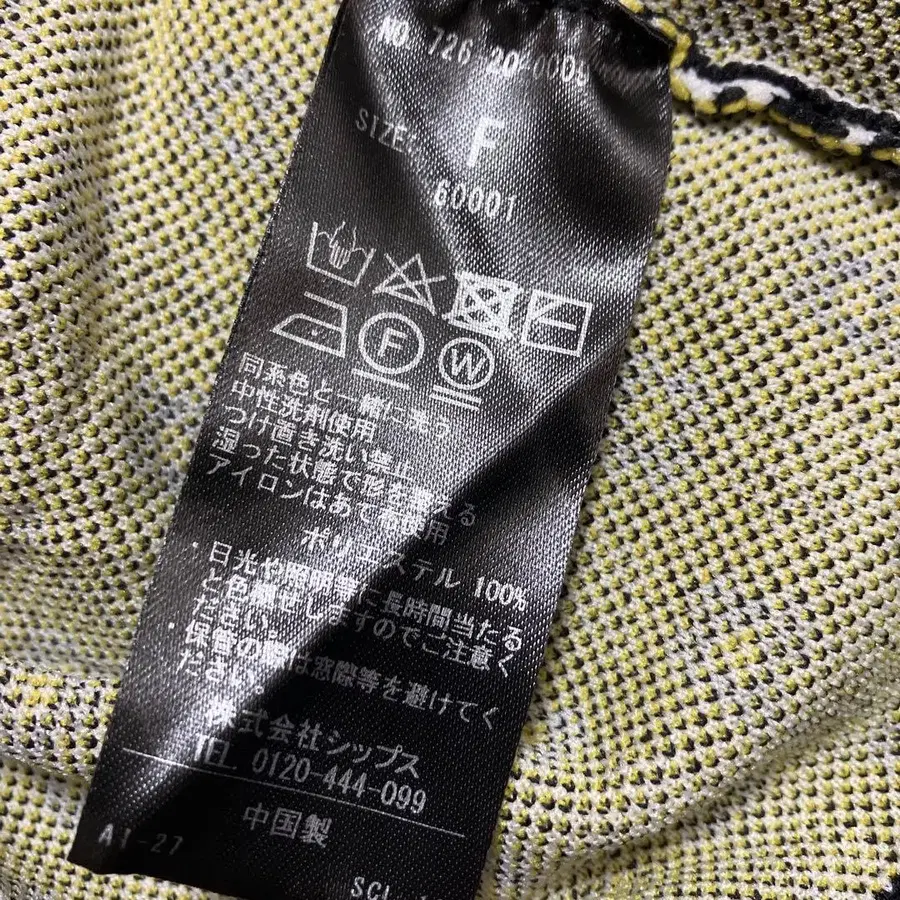 NO. 726-20-0005
SIZE: F
60001
F W
同系色と一緒に洗う
中性洗剤使用
つけ置き洗い禁止
湿った状態で形を整える
アイロンはあて布使用
ポリエステル 100%
・日光や照明等に長時間当たる
と色褪せしますのでご注意く
ださい。
・保管の際は窓際等を避けてく
ださい。
株式会社シップス
TEL. 0120-444-099
中国製
A1-27
SCL